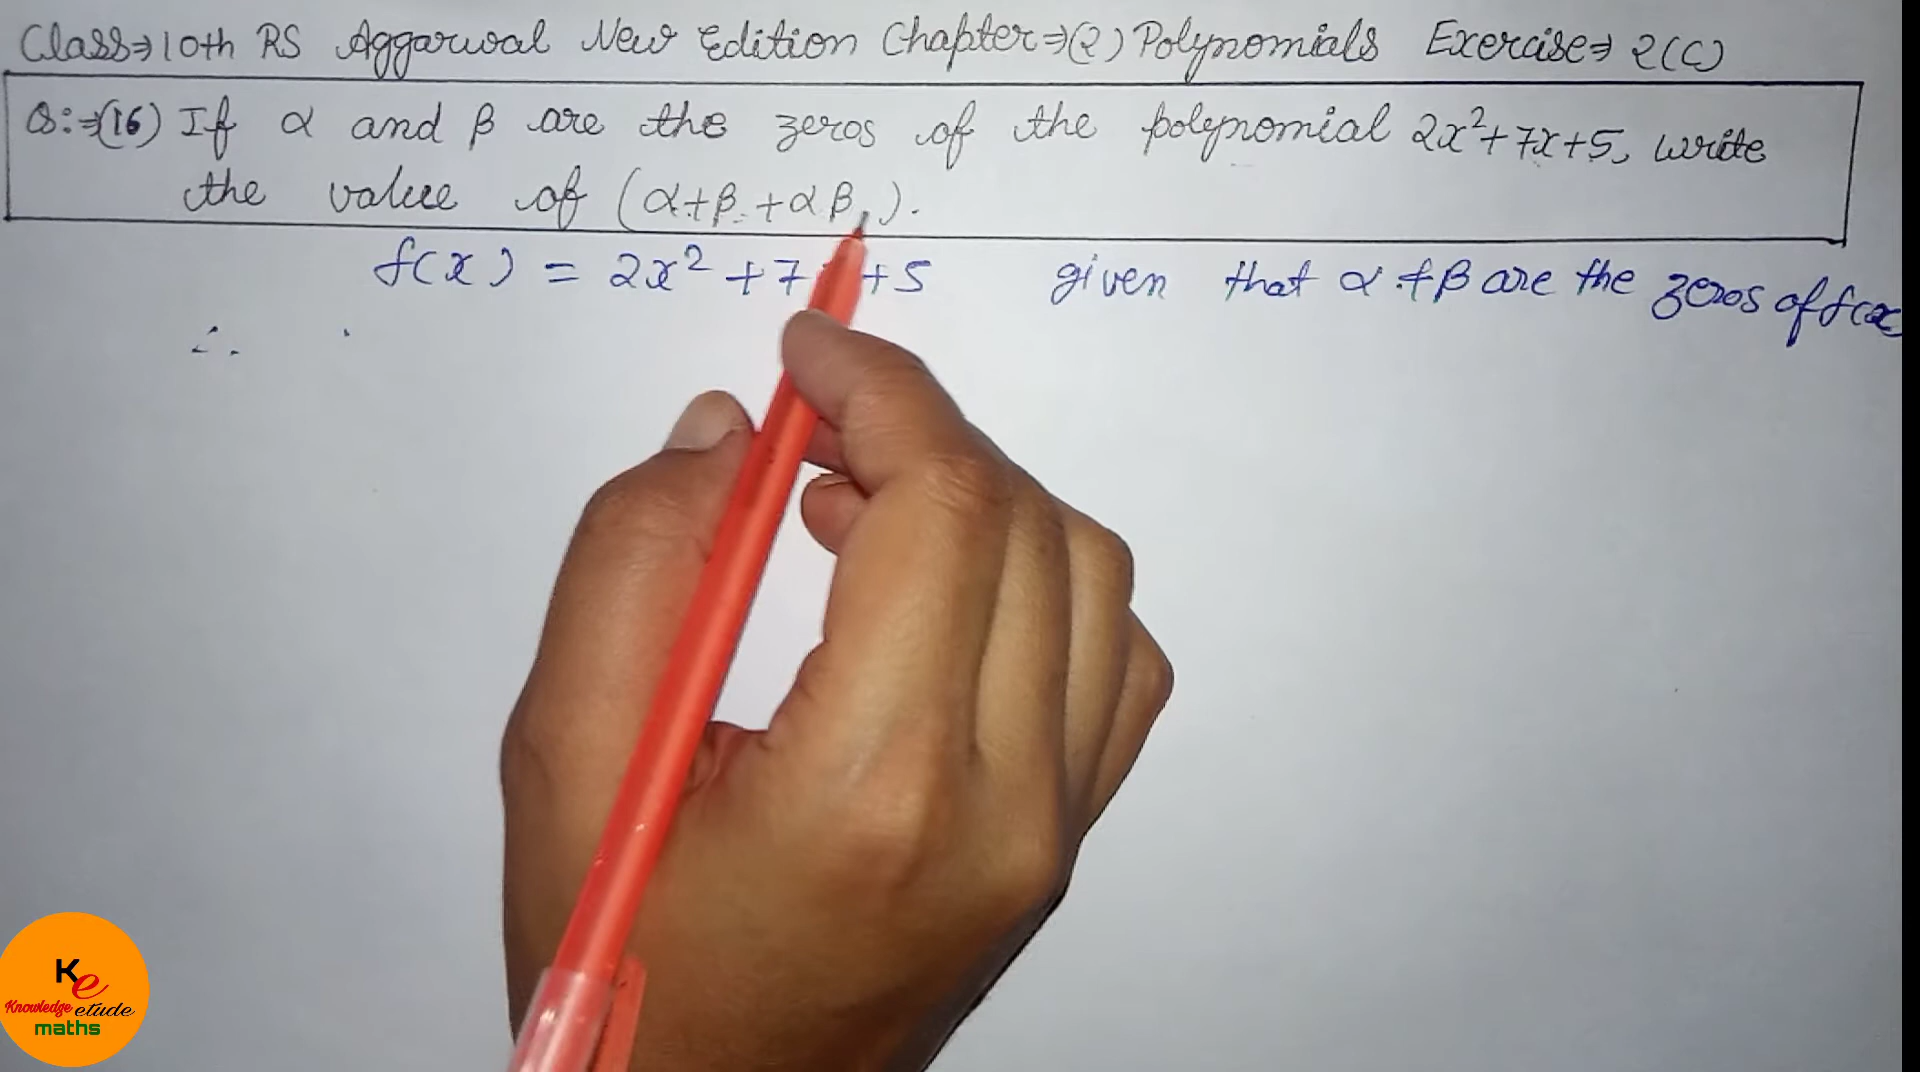 Class⇒10th RS Aggarwal New Edition Chapter⇒(2) Polynomials Exercise⇒ 2(C)
Q:⇒(16) If α and β are the zeros of the polynomial 2x²+7x+5, write
the value of (α+β+αβ).
f(x) = 2x²+7 +5 given that α & β are the zeros of f(x
Ke
Knowledge etude
maths